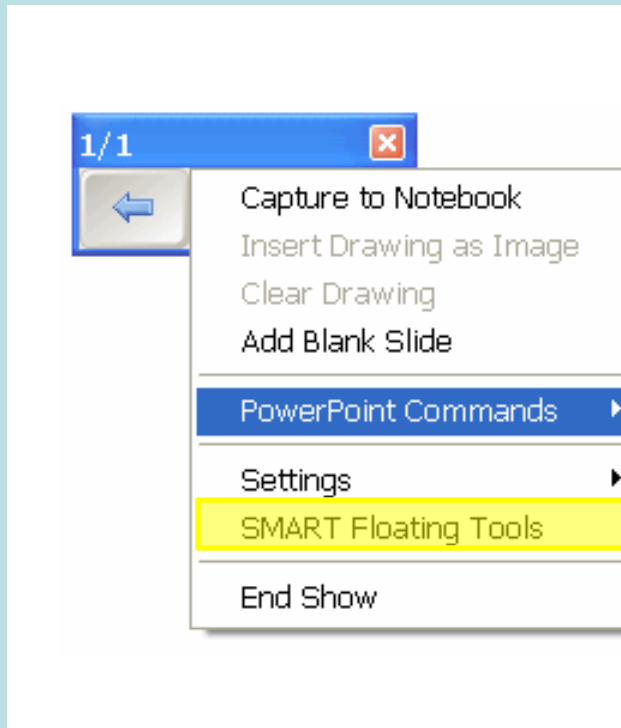 1/1
Capture to Notebook
Insert Drawing as Image
Clear Drawing
Add Blank Slide
PowerPoint Commands
Settings
SMART Floating Tools
End Show